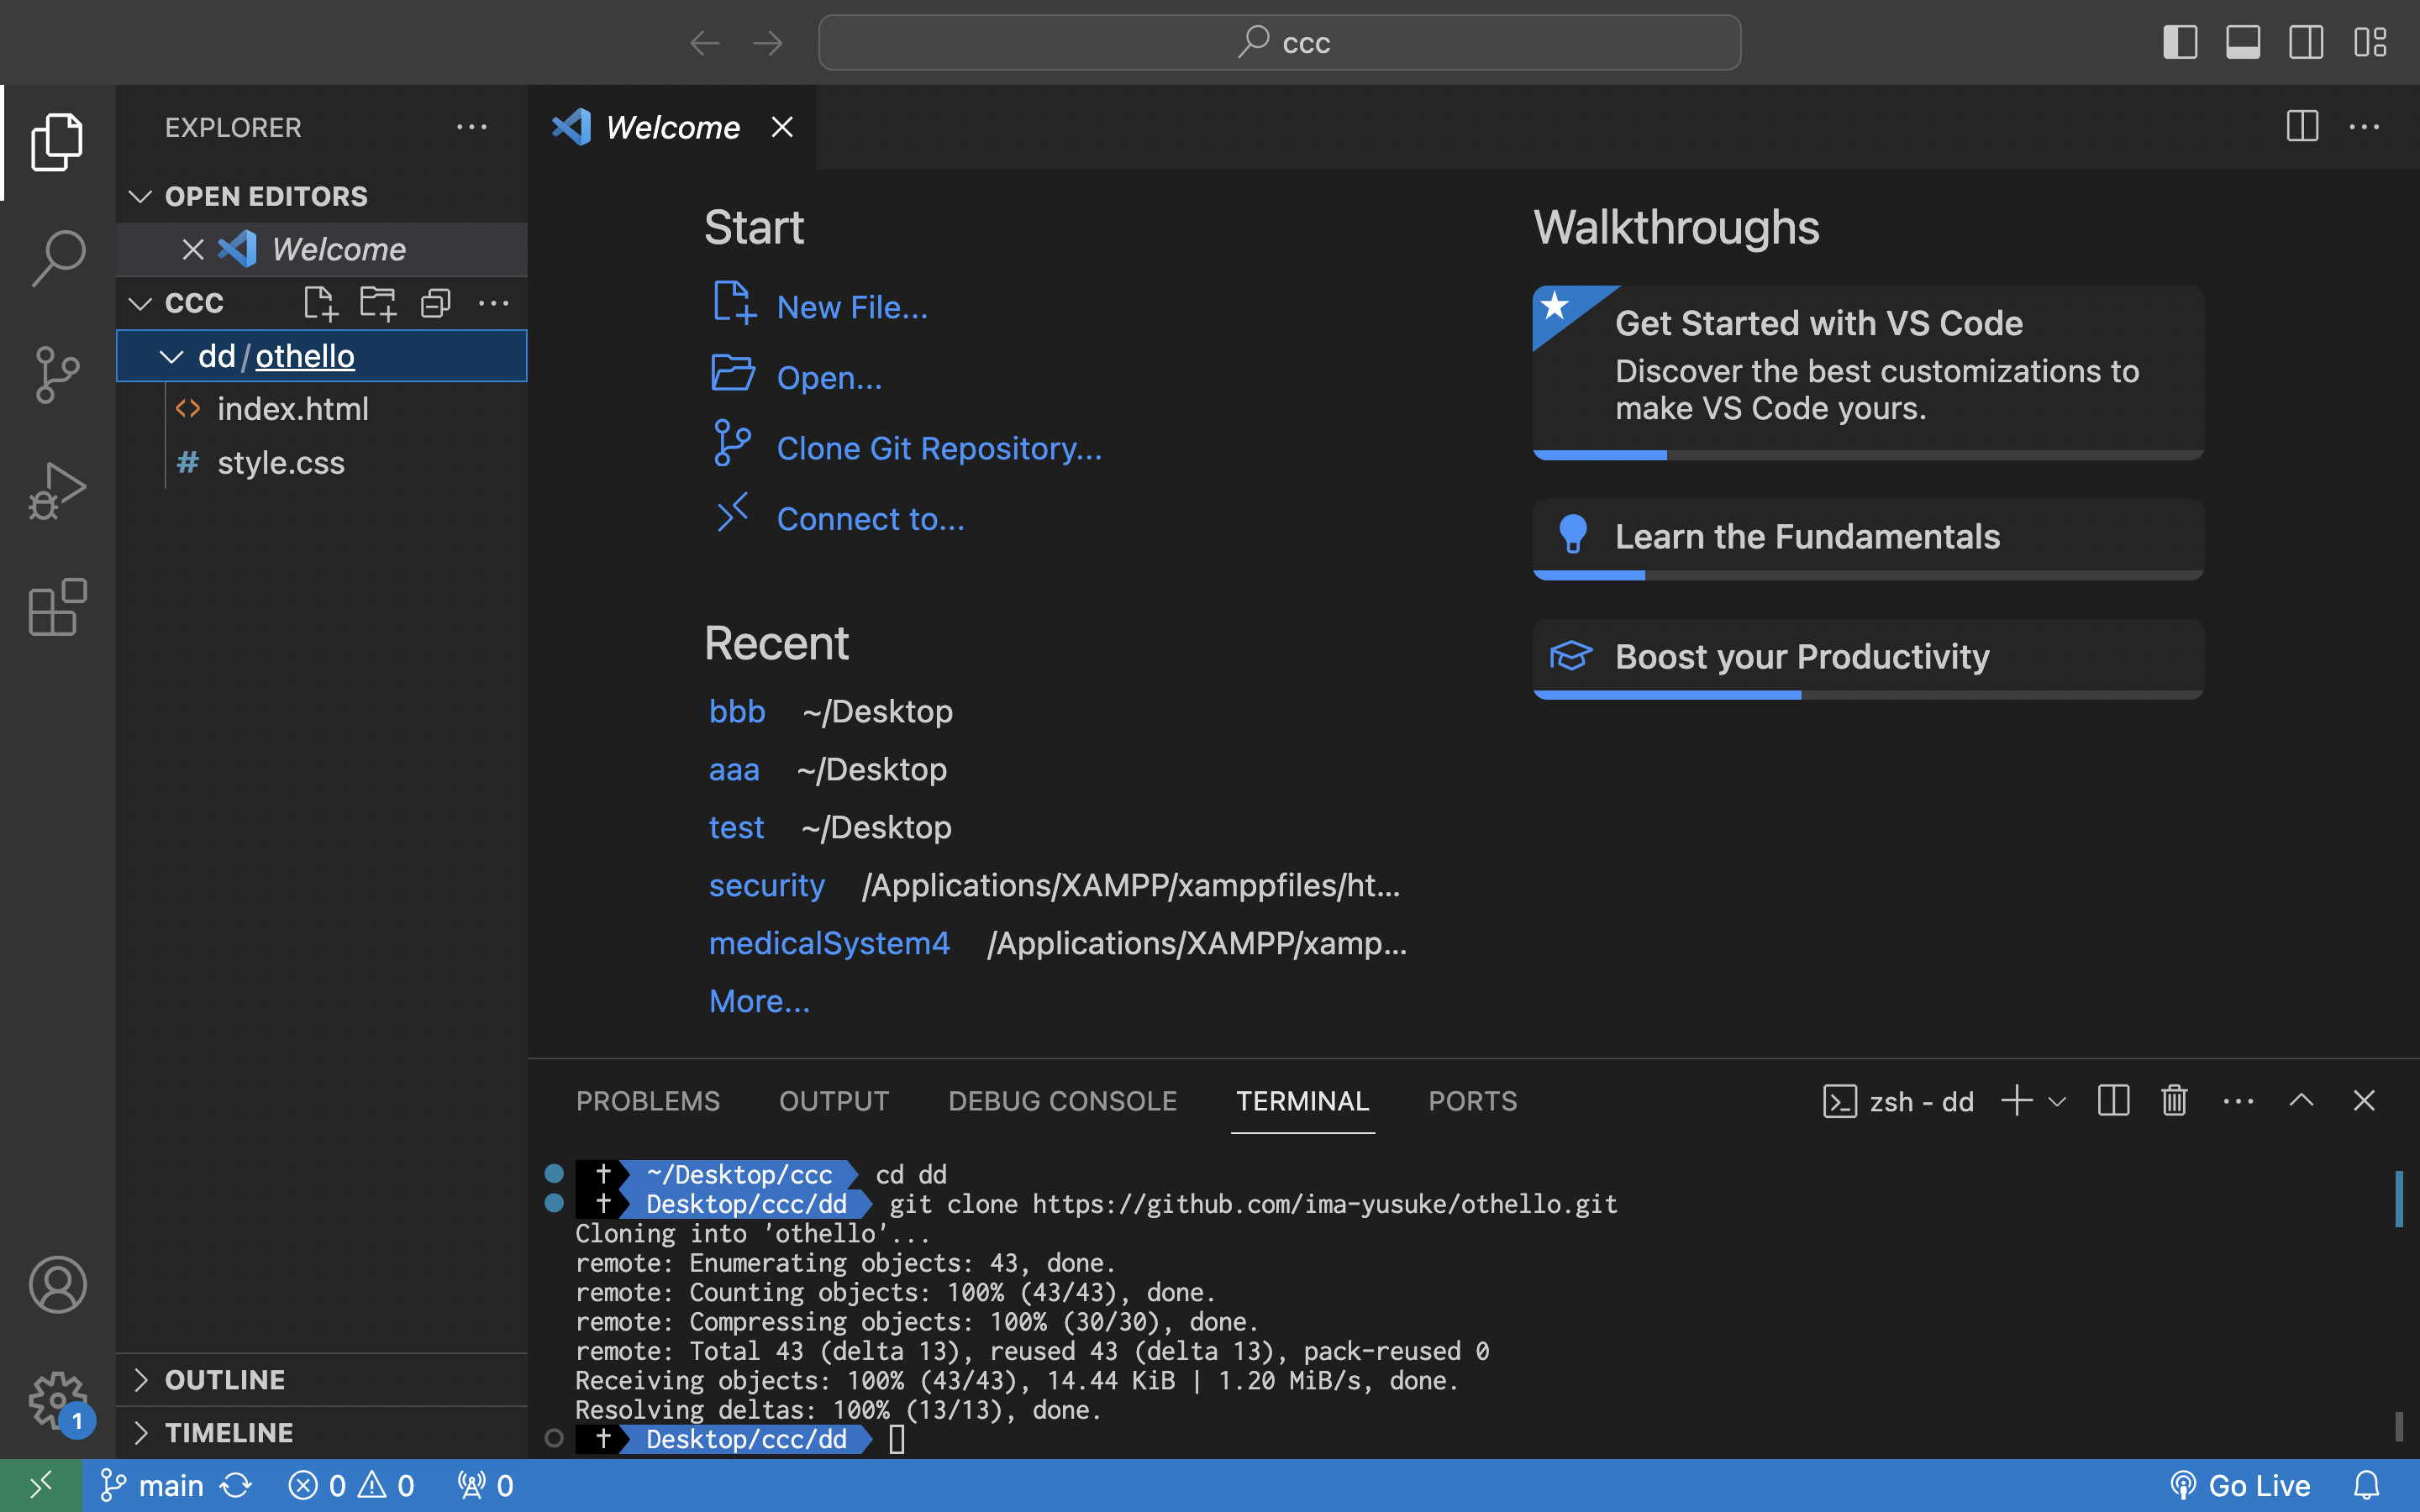 ccc
EXPLORER
OPEN EDITORS
Welcome
CCC
dd/othello
index.html
style.css
OUTLINE
TIMELINE
Welcome
Start
New File...
Open...
Clone Git Repository...
Connect to...
Recent
bbb ~/Desktop
aaa ~/Desktop
test ~/Desktop
security /Applications/XAMPP/xamppfiles/ht...
medicalSystem4 /Applications/XAMPP/xamp...
More...
Walkthroughs
Get Started with VS Code
Discover the best customizations to
make VS Code yours.
Learn the Fundamentals
Boost your Productivity
PROBLEMS OUTPUT DEBUG CONSOLE TERMINAL PORTS
zsh - dd
† ~/Desktop/ccc cd dd
† Desktop/ccc/dd git clone https://github.com/ima-yusuke/othello.git
Cloning into 'othello'...
remote: Enumerating objects: 43, done.
remote: Counting objects: 100% (43/43), done.
remote: Compressing objects: 100% (30/30), done.
remote: Total 43 (delta 13), reused 43 (delta 13), pack-reused 0
Receiving objects: 100% (43/43), 14.44 KiB | 1.20 MiB/s, done.
Resolving deltas: 100% (13/13), done.
† Desktop/ccc/dd
1
main 0 0 0
Go Live